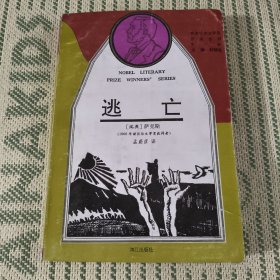 NOBEL LITERARY
PRIZE WINNERS' SERIES
逃 亡
[瑞典] 萨克斯
(1966年诺贝尔文学奖获得者)
孟蔚彦 译
漓江出版社